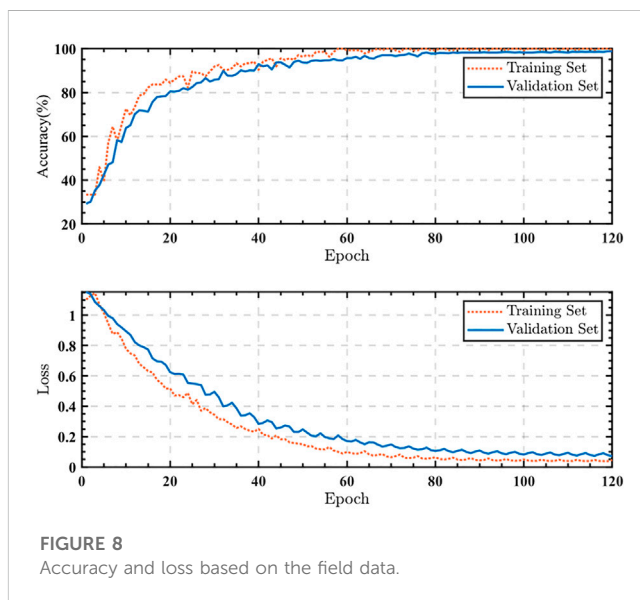 100
80
60
40
20
Accuracy(%)
Training Set
Validation Set
0 20 40 60 80 100 120
Epoch
1
0.8
0.6
0.4
0.2
0
Loss
Training Set
Validation Set
0 20 40 60 80 100 120
Epoch
FIGURE 8
Accuracy and loss based on the field data.